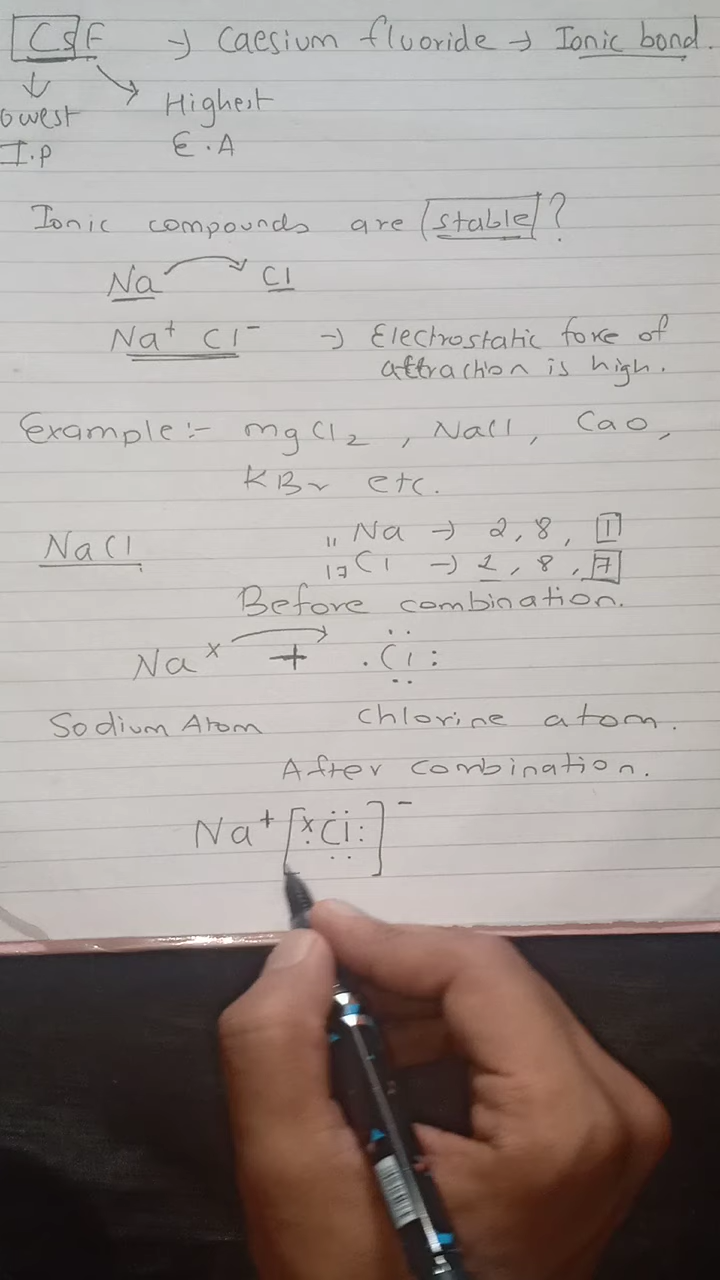 CsF → Caesium fluoride → Ionic bond.
owest Highest
I.P E.A
Ionic compounds are stable?
Na Cl
Na+ Cl- → Electrostatic force of
attraction is high.
Example:- mgCl2, NaCl, CaO,
KBr etc.
NaCl 11Na → 2, 8, 1
17Cl → 2, 8, 7
Before combination.
Na x + .Cl:
Sodium Atom chlorine atom.
After combination.
Na+ [x.Cl:]-